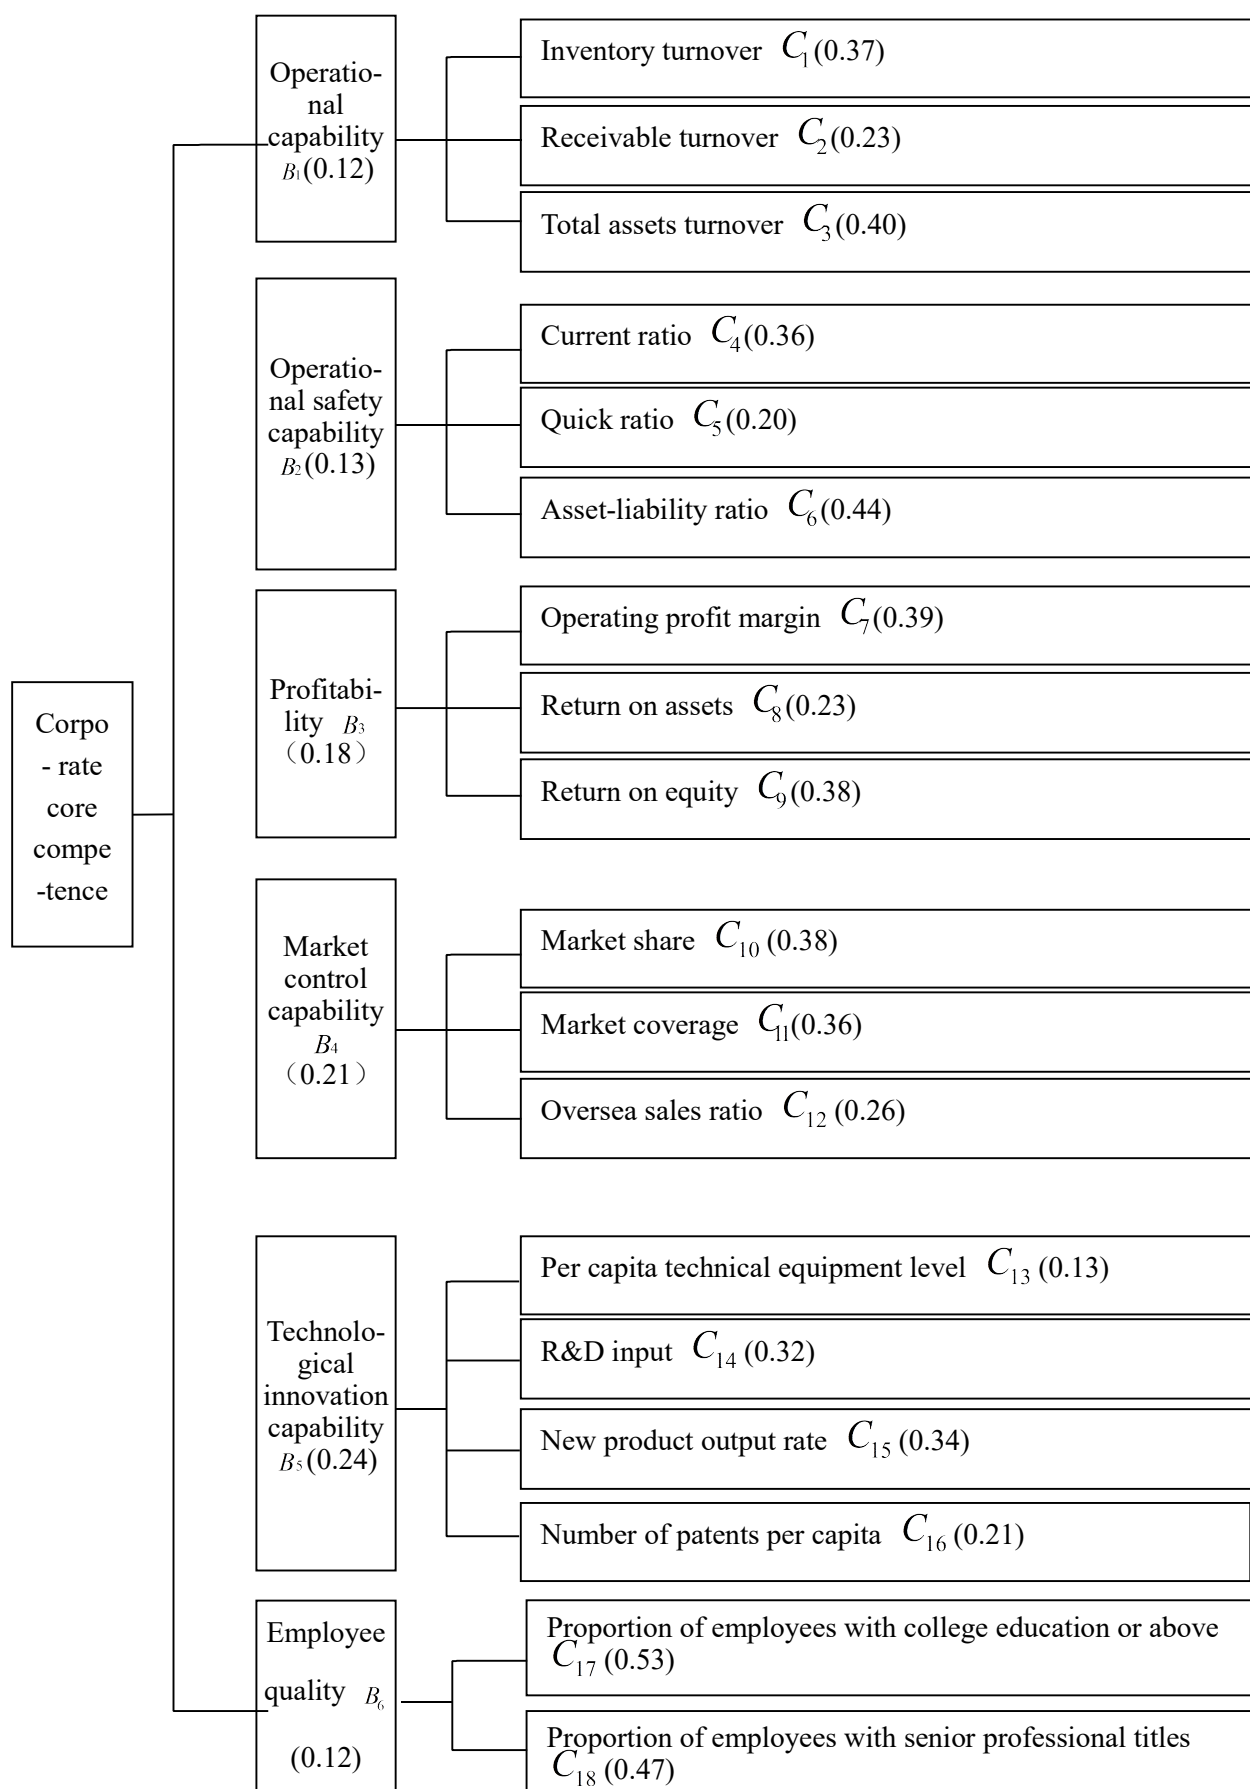 Corpo
- rate
core
compe
-tence
Operatio-
nal
capability
B1(0.12)
Inventory turnover C1(0.37)
Receivable turnover C2(0.23)
Total assets turnover C3(0.40)
Operatio-
nal safety
capability
B2(0.13)
Current ratio C4(0.36)
Quick ratio C5(0.20)
Asset-liability ratio C6(0.44)
Profitabi-
lity B3
（0.18）
Operating profit margin C7(0.39)
Return on assets C8(0.23)
Return on equity C9(0.38)
Market
control
capability
B4
（0.21）
Market share C10 (0.38)
Market coverage C11(0.36)
Oversea sales ratio C12 (0.26)
Technolo-
gical
innovation
capability
B5(0.24)
Per capita technical equipment level C13 (0.13)
R&D input C14 (0.32)
New product output rate C15 (0.34)
Number of patents per capita C16 (0.21)
Employee
quality B6
(0.12)
Proportion of employees with college education or above
C17 (0.53)
Proportion of employees with senior professional titles
C18 (0.47)